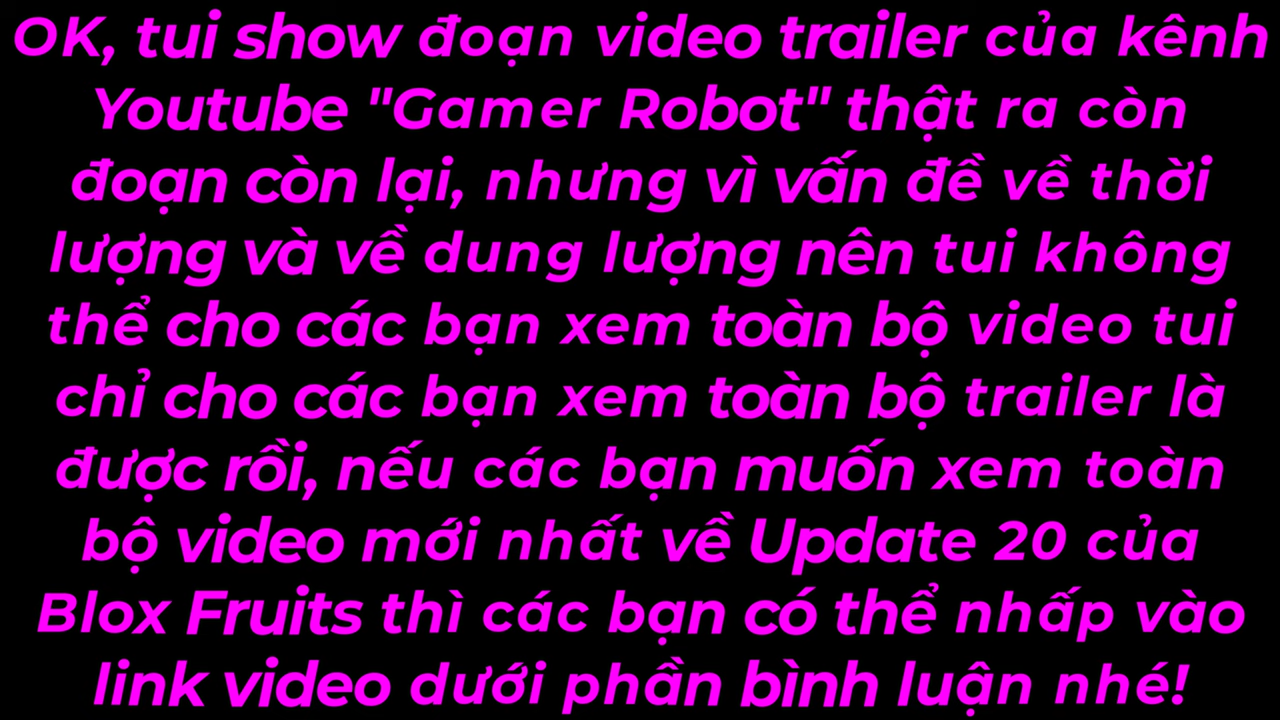 OK, tui show đoạn video trailer của kênh
Youtube "Gamer Robot" thật ra còn
đoạn còn lại, nhưng vì vấn đề về thời
lượng và về dung lượng nên tui không
thể cho các bạn xem toàn bộ video tui
chỉ cho các bạn xem toàn bộ trailer là
được rồi, nếu các bạn muốn xem toàn
bộ video mới nhất về Update 20 của
Blox Fruits thì các bạn có thể nhấp vào
link video dưới phần bình luận nhé!